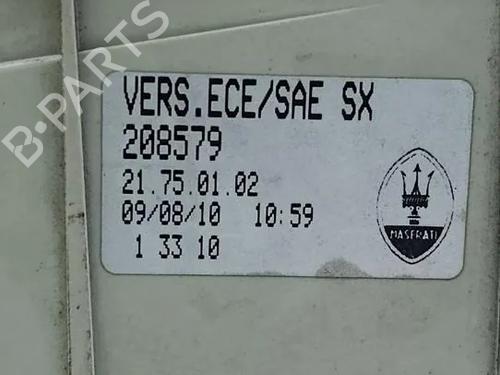 B-PARTS
VERS.ECE/SAE SX
208579
21.75.01.02
09/08/10 10:59
1 33 10
MASERATI